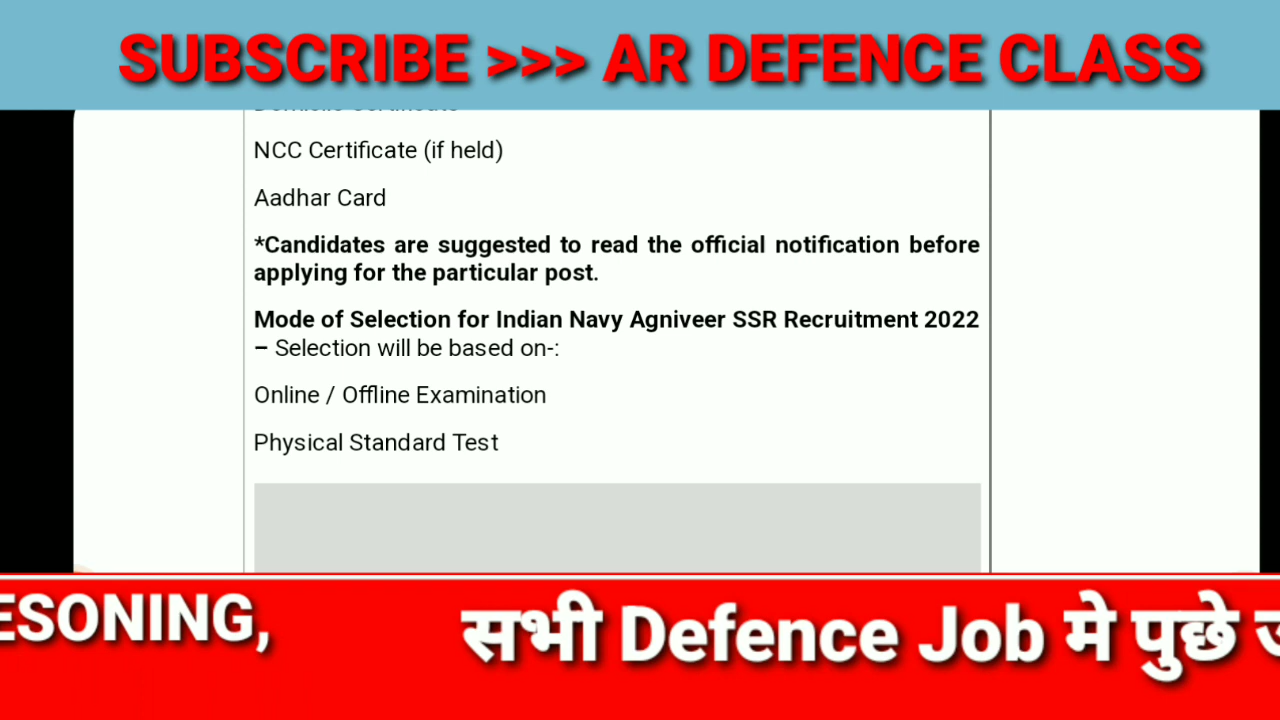 SUBSCRIBE >>> AR DEFENCE CLASS
NCC Certificate (if held)
Aadhar Card
*Candidates are suggested to read the official notification before
applying for the particular post.
Mode of Selection for Indian Navy Agniveer SSR Recruitment 2022
– Selection will be based on-:
Online / Offline Examination
Physical Standard Test
ESONING, सभी Defence Job मे पुछे